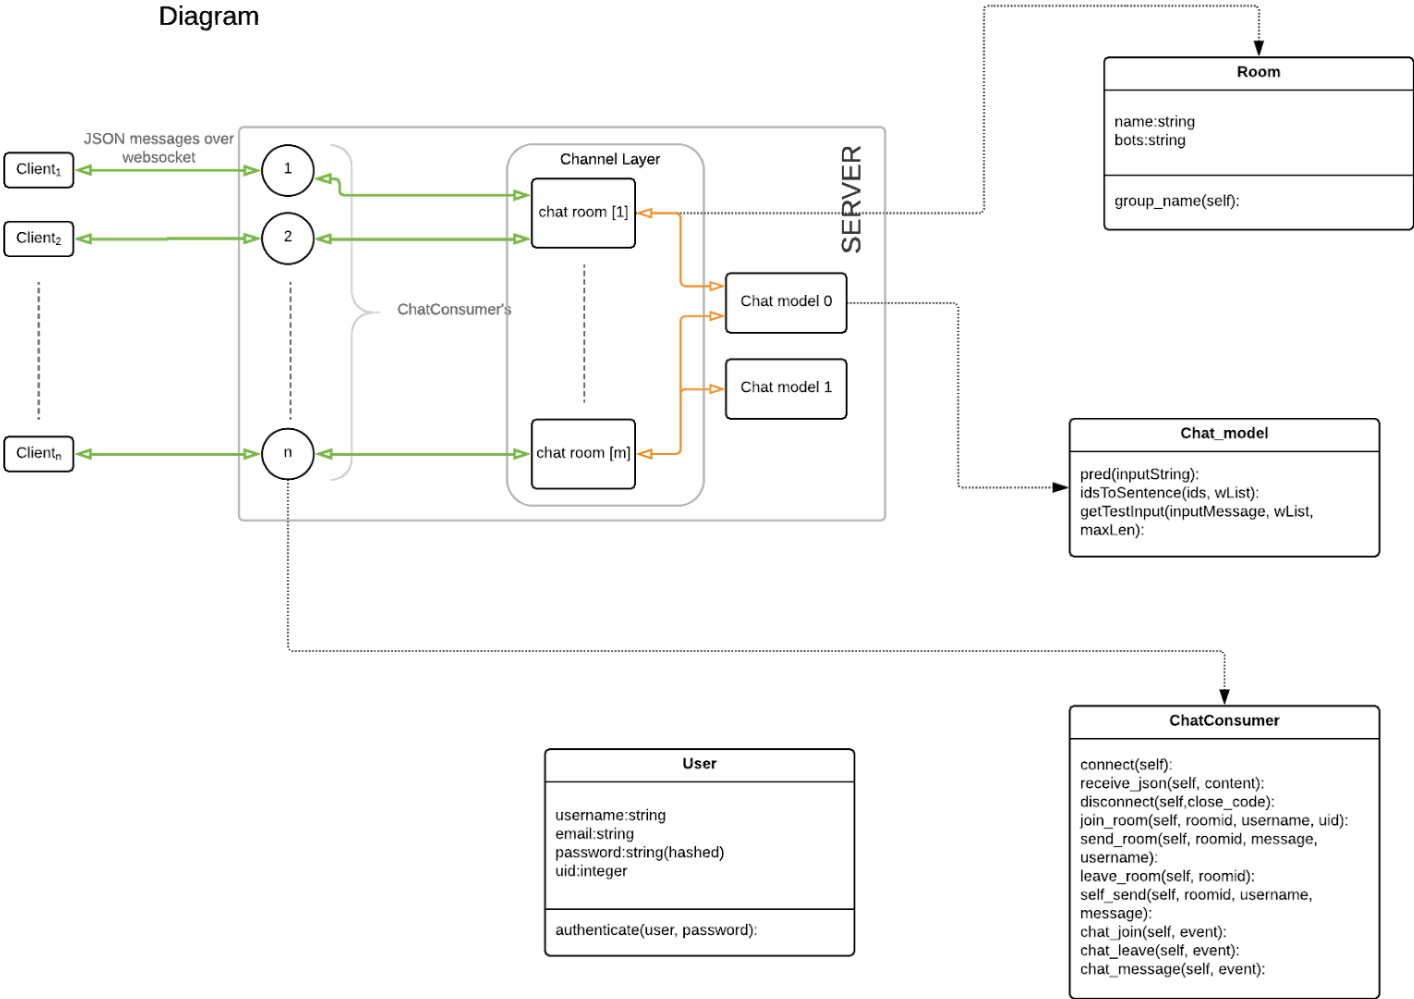 Diagram
JSON messages over
websocket
Client1
Client2
Clientn
1
2
n
ChatConsumer's
Channel Layer
chat room [1]
chat room [m]
SERVER
Chat model 0
Chat model 1
Room
name:string
bots:string
group_name(self):
Chat_model
pred(inputString):
idsToSentence(ids, wList):
getTestInput(inputMessage, wList,
maxLen):
User
username:string
email:string
password:string(hashed)
uid:integer
authenticate(user, password):
ChatConsumer
connect(self):
receive_json(self, content):
disconnect(self,close_code):
join_room(self, roomid, username, uid):
send_room(self, roomid, message,
username):
leave_room(self, roomid):
self_send(self, roomid, username,
message):
chat_join(self, event):
chat_leave(self, event):
chat_message(self, event):